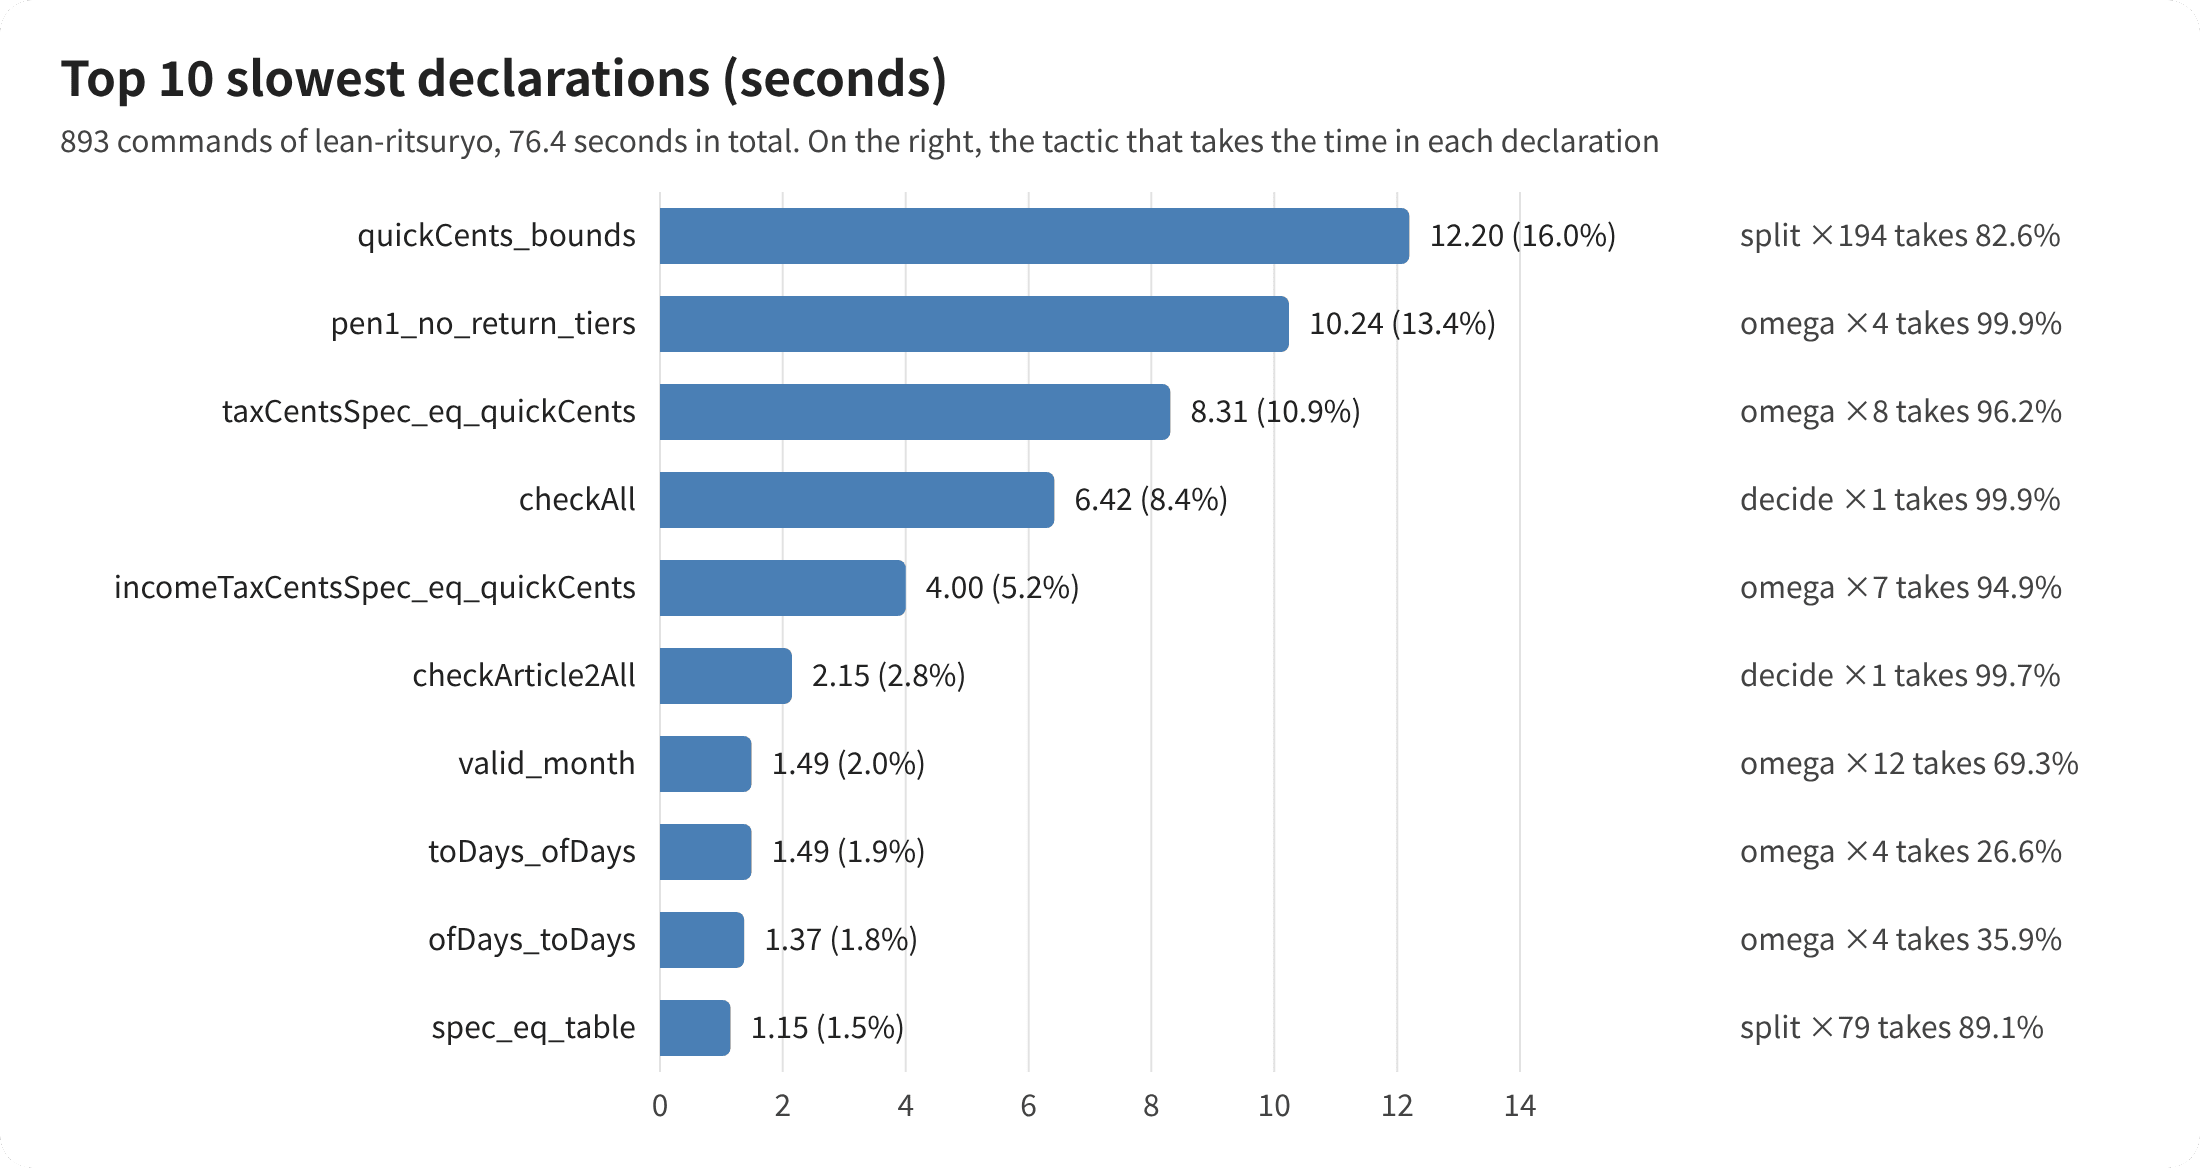 Top 10 slowest declarations (seconds)
893 commands of lean-ritsuryo, 76.4 seconds in total. On the right, the tactic that takes the time in each declaration
quickCents_bounds 12.20 (16.0%) split ×194 takes 82.6%
pen1_no_return_tiers 10.24 (13.4%) omega ×4 takes 99.9%
taxCentsSpec_eq_quickCents 8.31 (10.9%) omega ×8 takes 96.2%
checkAll 6.42 (8.4%) decide ×1 takes 99.9%
incomeTaxCentsSpec_eq_quickCents 4.00 (5.2%) omega ×7 takes 94.9%
checkArticle2All 2.15 (2.8%) decide ×1 takes 99.7%
valid_month 1.49 (2.0%) omega ×12 takes 69.3%
toDays_ofDays 1.49 (1.9%) omega ×4 takes 26.6%
ofDays_toDays 1.37 (1.8%) omega ×4 takes 35.9%
spec_eq_table 1.15 (1.5%) split ×79 takes 89.1%
0 2 4 6 8 10 12 14